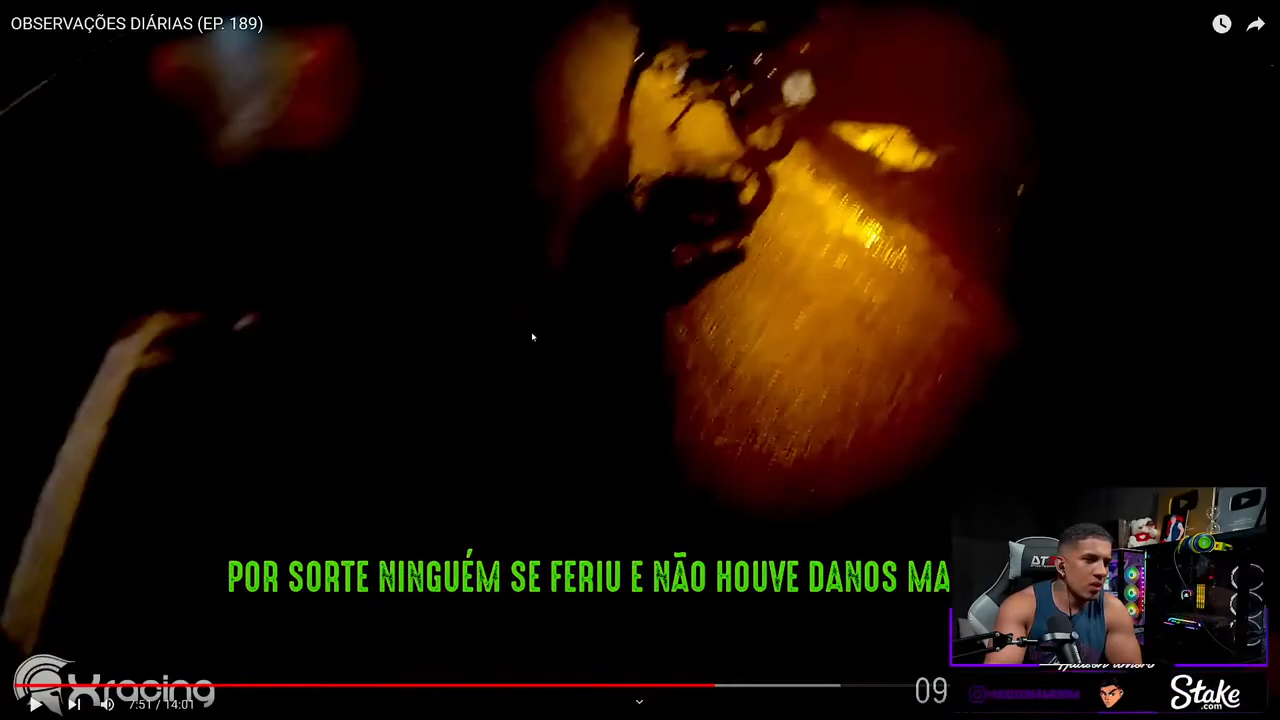 OBSERVAÇÕES DIÁRIAS (EP. 189)
POR SORTE NINGUÉM SE FERIU E NÃO HOUVE DANOS MA
Xracing
7:51 / 14:01
09
Stake
.com